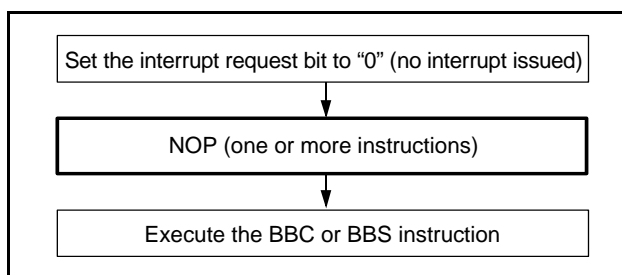 Set the interrupt request bit to “0” (no interrupt issued)
NOP (one or more instructions)
Execute the BBC or BBS instruction